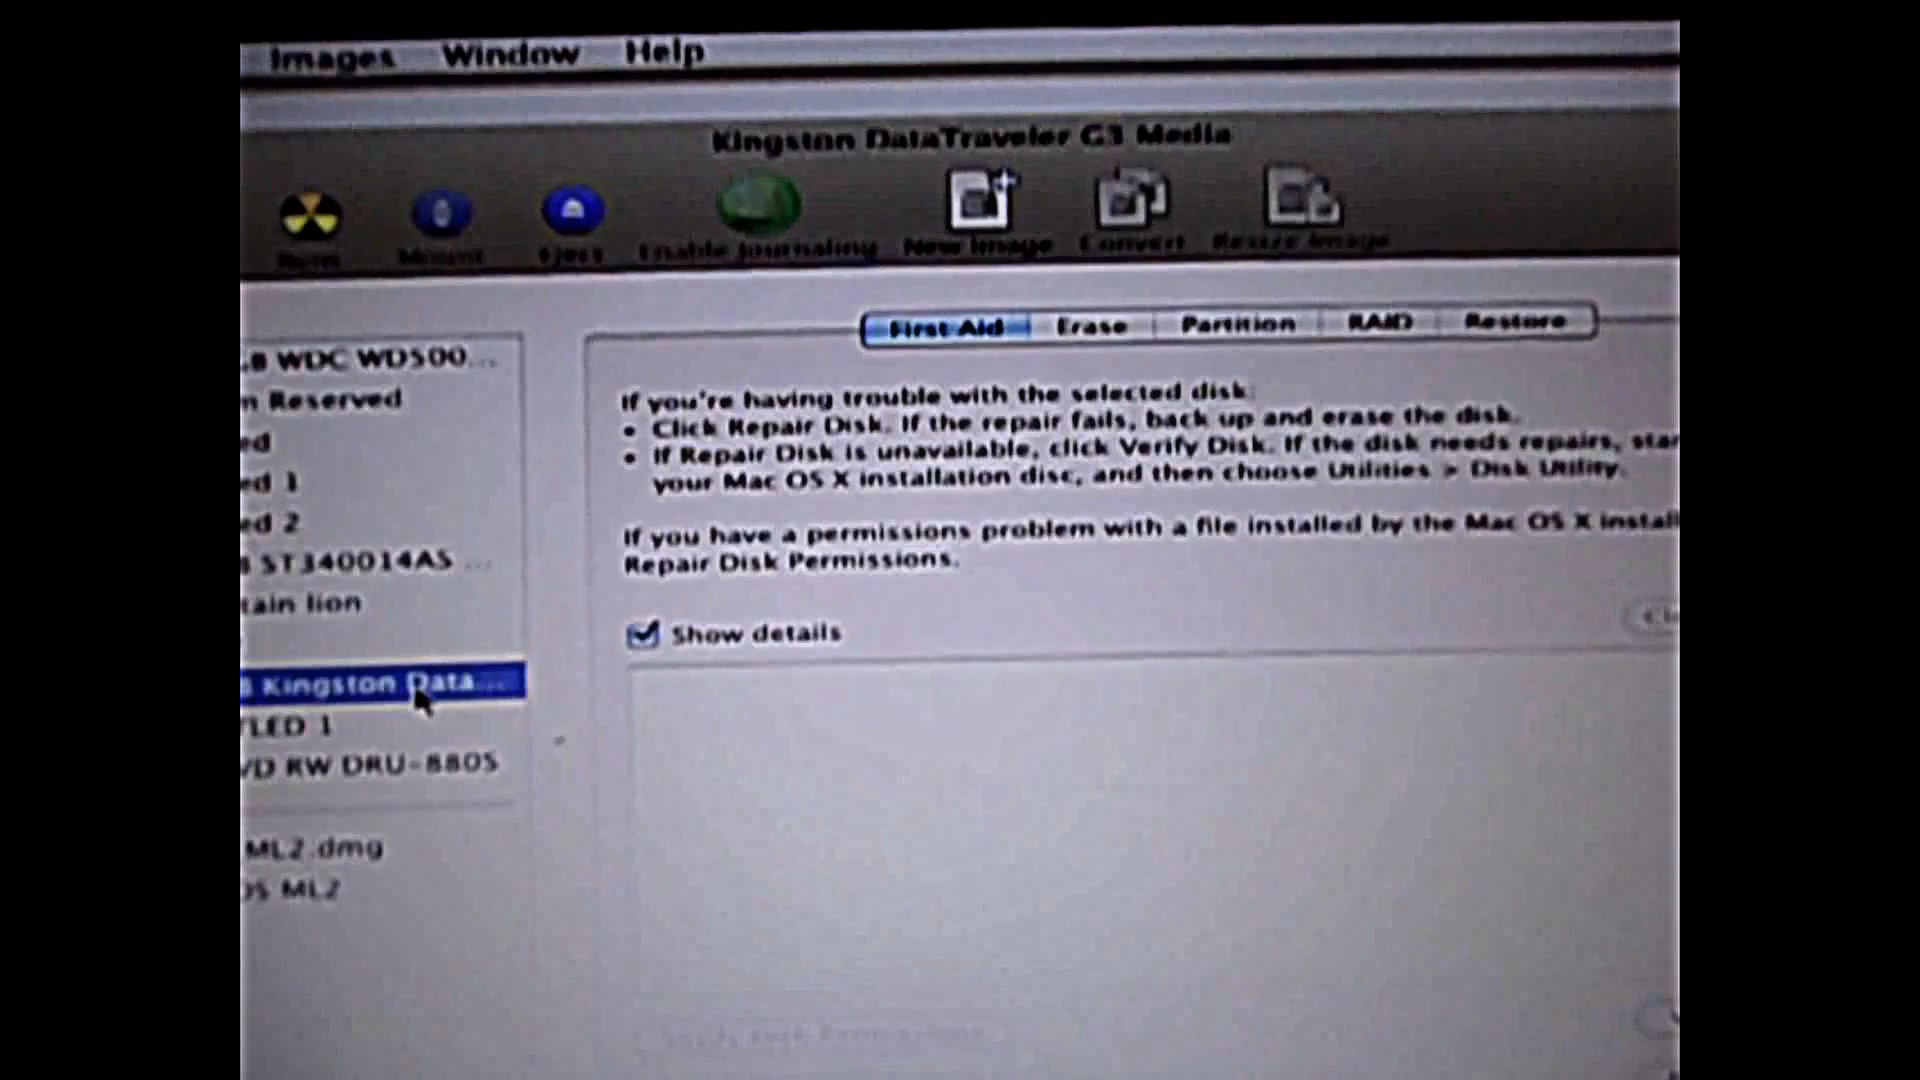 Images Window Help
Kingston DataTraveler G3 Media
Burn Mount Eject Enable Journaling New Image Convert Resize Image
First Aid Erase Partition RAID Restore
B WDC WD500...
Reserved
ed
ed 1
ed 2
ST340014AS ...
tain lion
Kingston Data...
LED 1
RW DRU-880S
ML2.dmg
OS ML2
If you're having trouble with the selected disk:
• Click Repair Disk. If the repair fails, back up and erase the disk.
• If Repair Disk is unavailable, click Verify Disk. If the disk needs repairs, star
your Mac OS X installation disc, and then choose Utilities > Disk Utility.
If you have a permissions problem with a file installed by the Mac OS X install
Repair Disk Permissions.
Show details